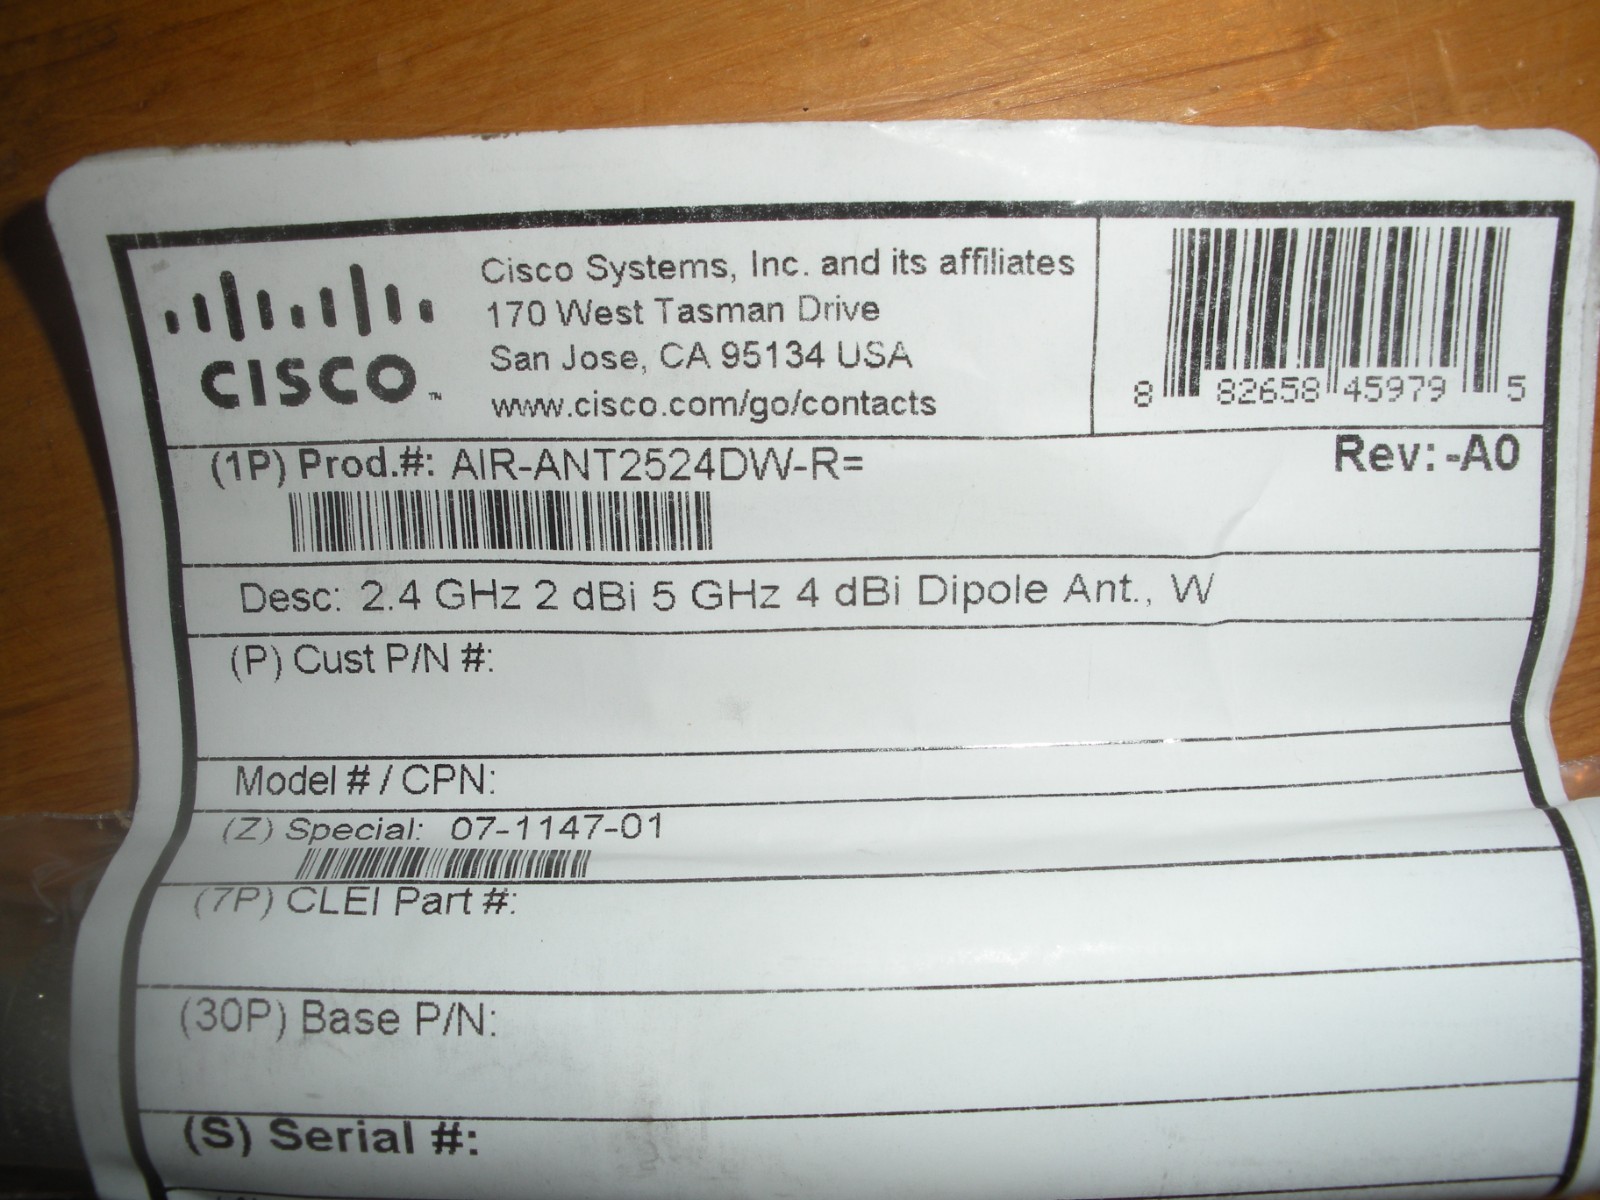 CISCO™
Cisco Systems, Inc. and its affiliates
170 West Tasman Drive
San Jose, CA 95134 USA
www.cisco.com/go/contacts
8 82658 45979 5
(1P) Prod.#: AIR-ANT2524DW-R=
Rev:-A0
Desc: 2.4 GHz 2 dBi 5 GHz 4 dBi Dipole Ant., W
(P) Cust P/N #:
Model # / CPN:
(Z) Special: 07-1147-01
(7P) CLEI Part #:
(30P) Base P/N:
(S) Serial #: